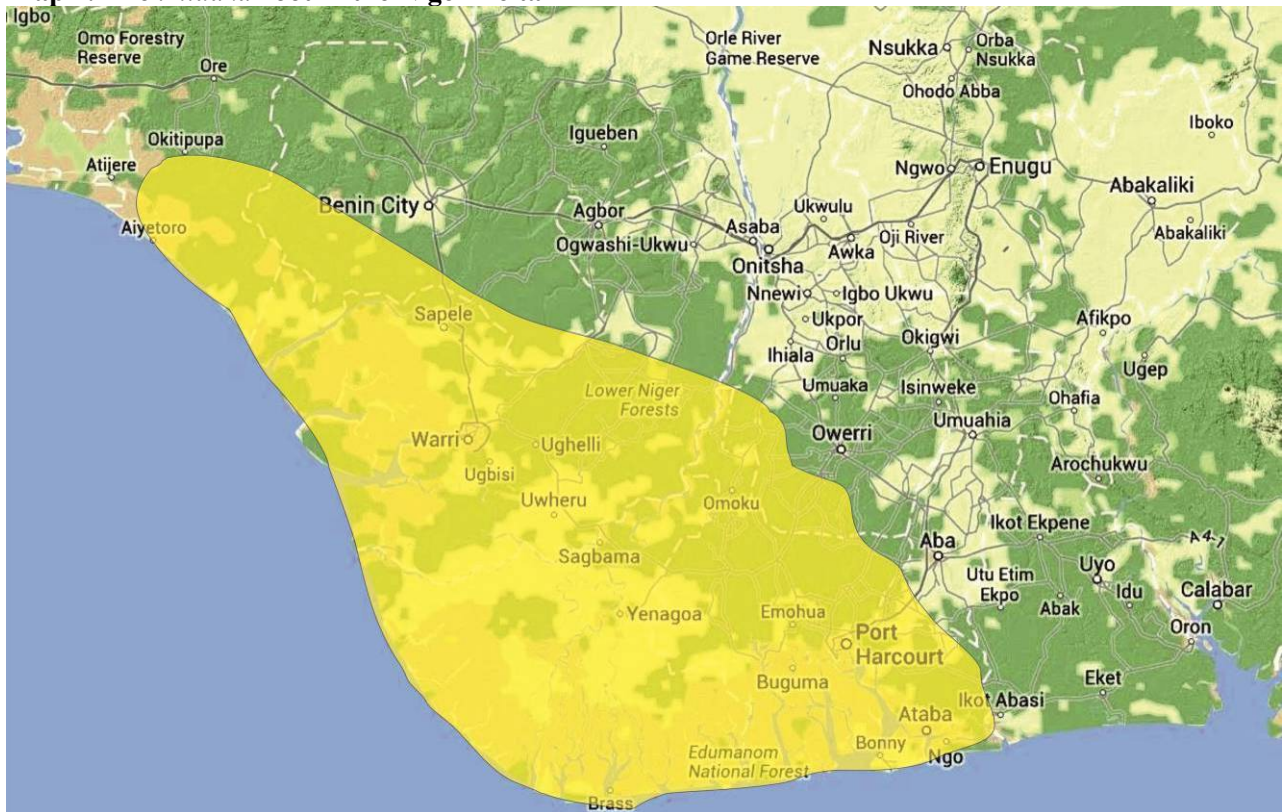 Igbo
Omo Forestry
Reserve
Ore
Orle River
Game Reserve
Nsukka
Orba
Nsukka
Ohodo Abba
Okitipupa
Igueben
Iboko
Atijere
Ngwo
Enugu
Abakaliki
Benin City
Agbor
Asaba
Ukwulu
Abakaliki
Aiyetoro
Ogwashi-Ukwu
Onitsha
Awka
Oji River
Nnewi
Igbo Ukwu
Sapele
Ukpor
Afikpo
Ihiala
Orlu
Okigwi
Ugep
Lower Niger
Forests
Umuaka
Isinweke
Ohafia
Warri
Ughelli
Owerri
Umuahia
Ugbisi
Arochukwu
Uwheru
Omoku
Ikot Ekpene
A4-1
Sagbama
Aba
Utu Etim
Ekpo
Uyo
Idu
Calabar
Abak
Yenagoa
Emohua
Port
Harcourt
Oron
Buguma
Ikot Abasi
Eket
Ataba
Bonny
Ngo
Edumanom
National Forest
Brass